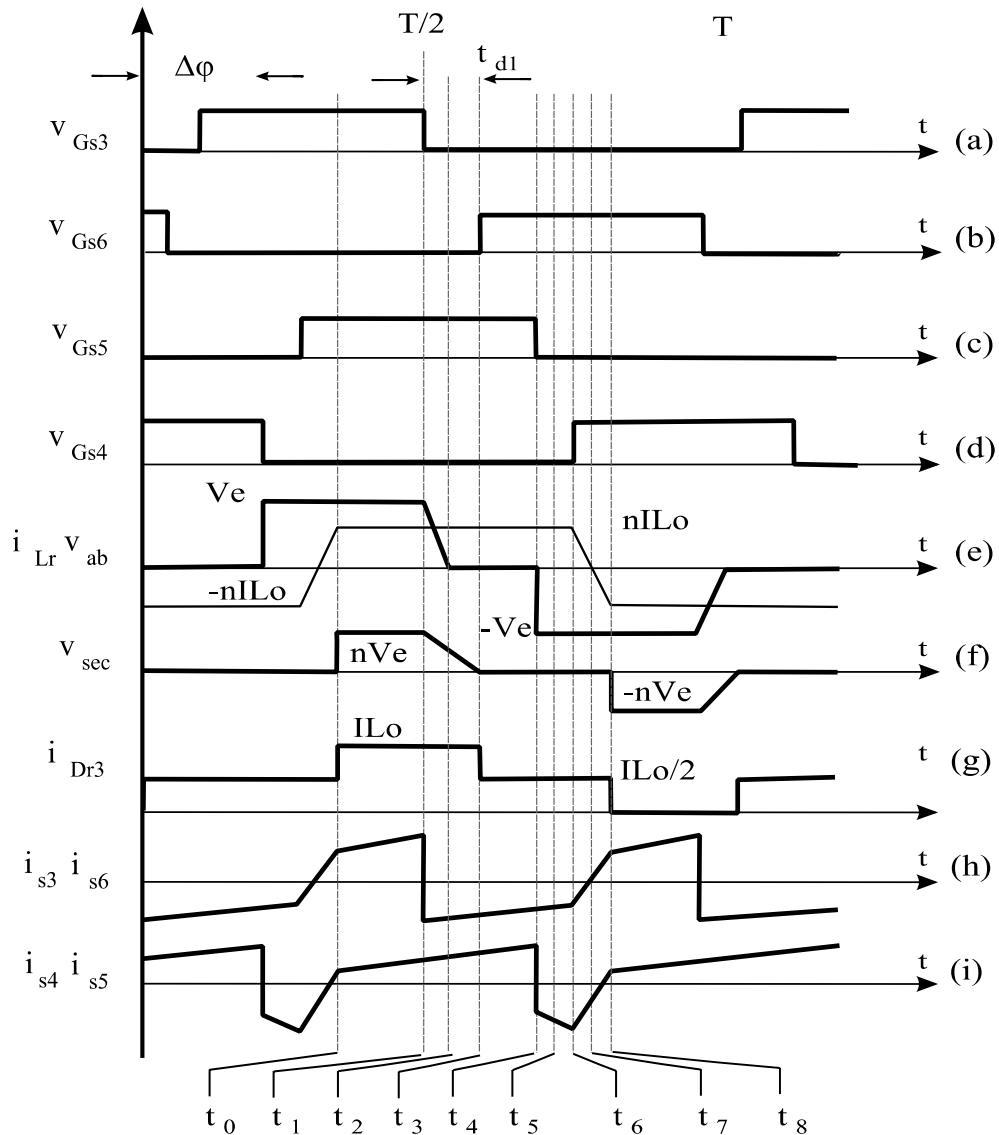 T/2 T
Δφ t d1
v Gs3 t (a)
v Gs6 t (b)
v Gs5 t (c)
v Gs4 t (d)
Ve
nILo
i Lr v ab t (e)
-nILo
-Ve
v sec nVe t (f)
-nVe
ILo
i Dr3 ILo/2 t (g)
i s3 i s6 t (h)
i s4 i s5 t (i)
t 0 t 1 t 2 t 3 t 4 t 5 t 6 t 7 t 8